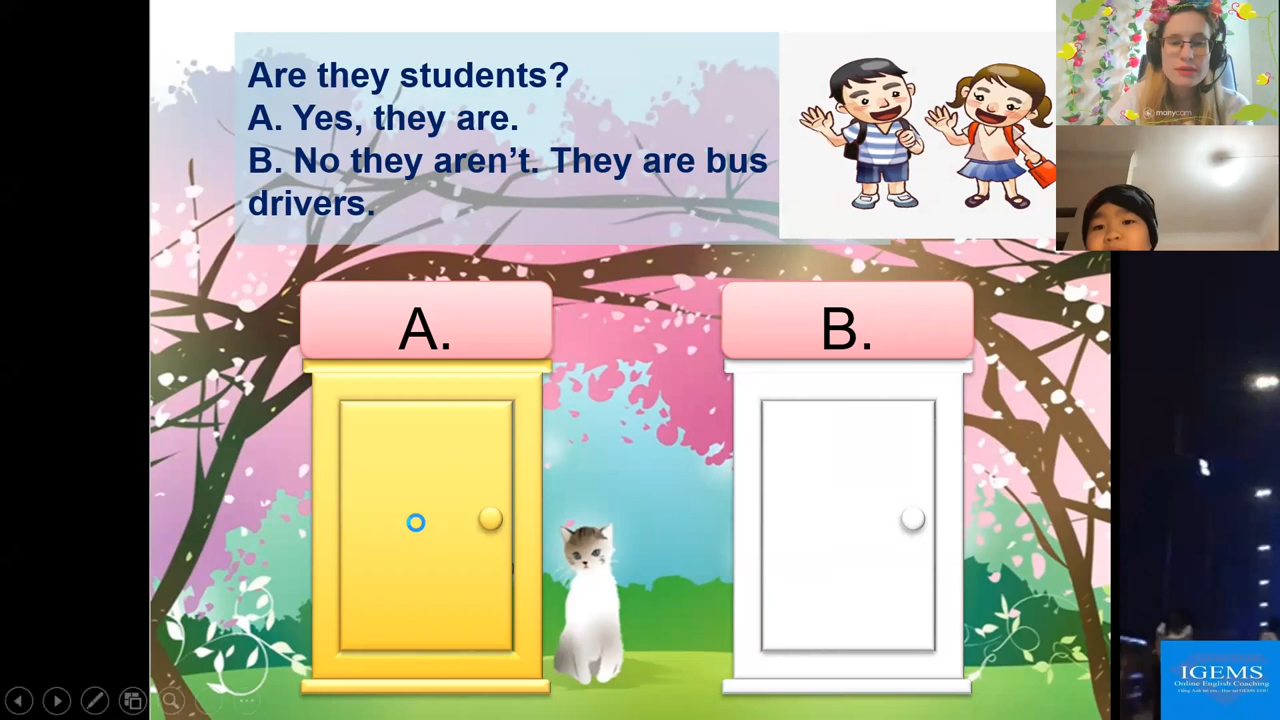 Are they students?
A. Yes, they are.
B. No they aren’t. They are bus
drivers.
manycam
A.
B.
IGEMS
Online English Coaching